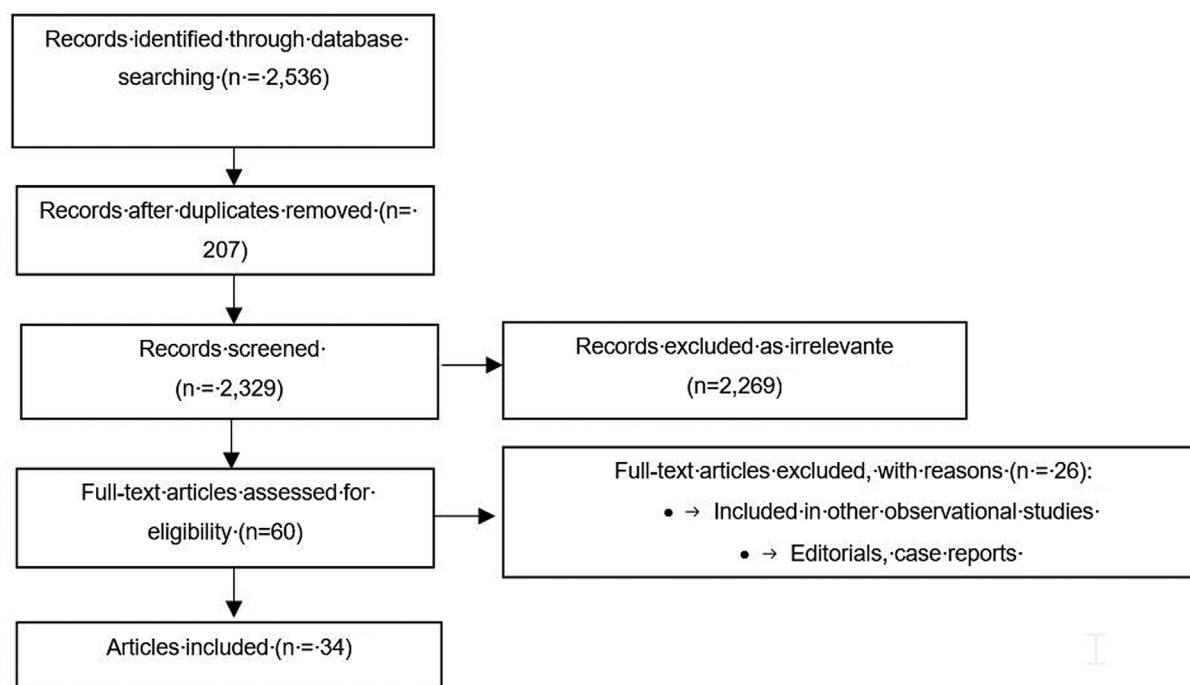 Records·identified·through·database·
searching·(n·=·2,536)
Records·after·duplicates·removed·(n=·
207)
Records·screened·
(n·=·2,329)
Records·excluded·as·irrelevante
(n=2,269)
Full-text·articles·assessed·for·
eligibility·(n=60)
Full-text·articles·excluded,·with·reasons·(n·=·26):
• → Included·in·other·observational·studies·
• → Editorials,·case·reports·
Articles·included·(n·=·34)